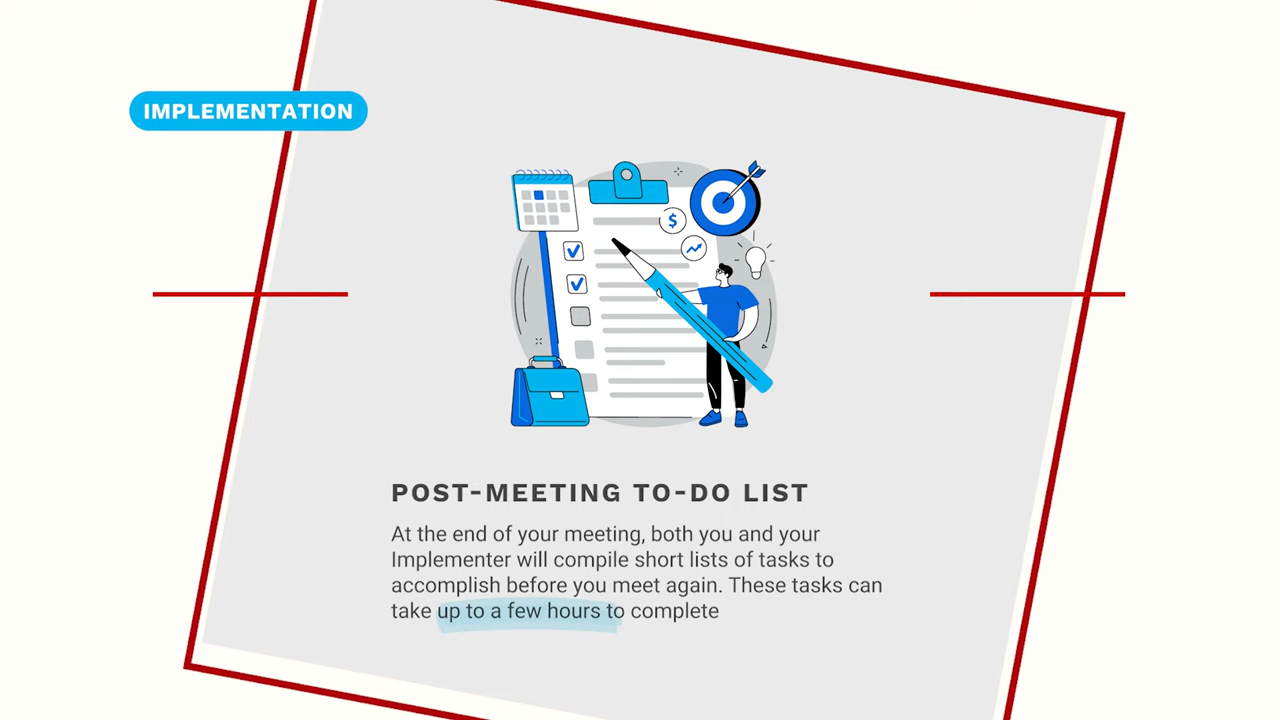 IMPLEMENTATION
$
POST-MEETING TO-DO LIST
At the end of your meeting, both you and your
Implementer will compile short lists of tasks to
accomplish before you meet again. These tasks can
take up to a few hours to complete